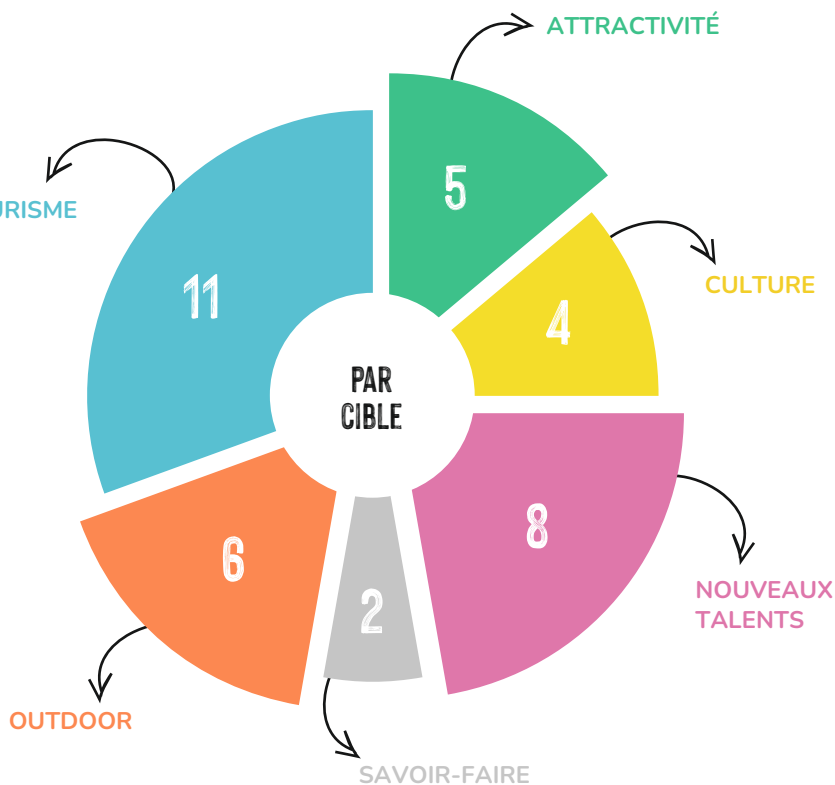 ATTRACTIVITÉ
5
URISME
11
4
CULTURE
PAR
CIBLE
8
6
2
NOUVEAUX
TALENTS
OUTDOOR
SAVOIR-FAIRE